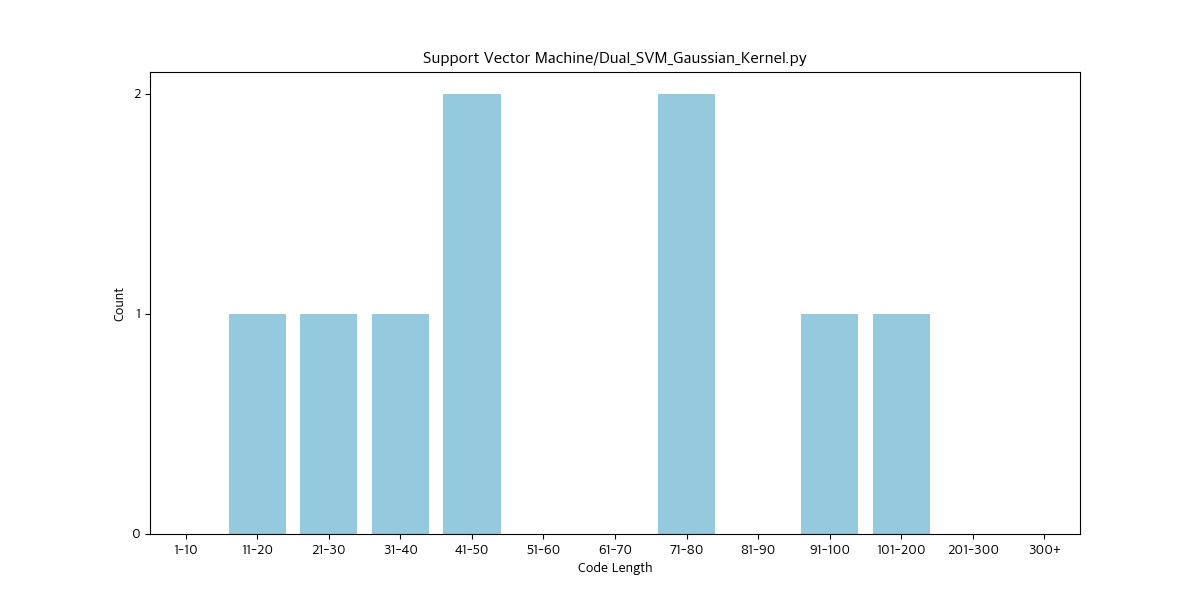 Support Vector Machine/Dual_SVM_Gaussian_Kernel.py
2
1
0
Count
1-10 11-20 21-30 31-40 41-50 51-60 61-70 71-80 81-90 91-100 101-200 201-300 300+
Code Length